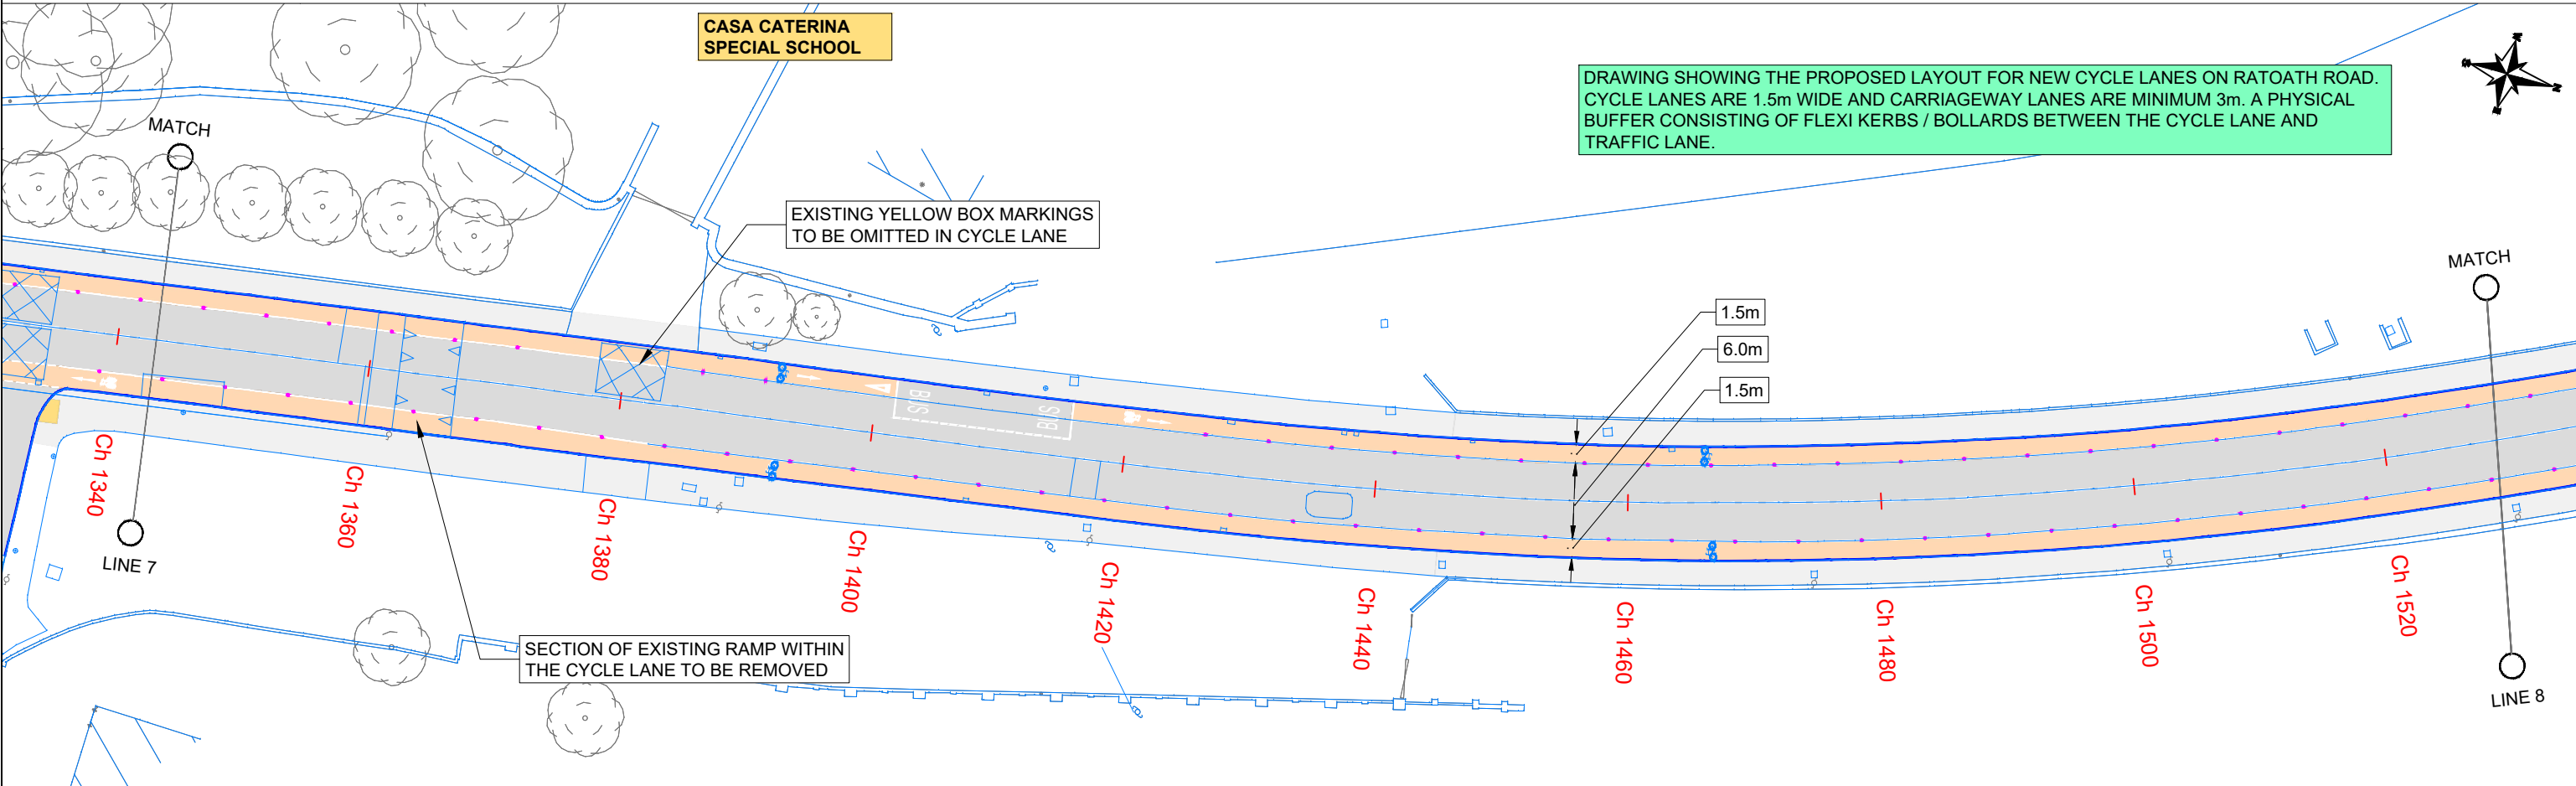 CASA CATERINA
SPECIAL SCHOOL
DRAWING SHOWING THE PROPOSED LAYOUT FOR NEW CYCLE LANES ON RATOATH ROAD.
CYCLE LANES ARE 1.5m WIDE AND CARRIAGEWAY LANES ARE MINIMUM 3m. A PHYSICAL
BUFFER CONSISTING OF FLEXI KERBS / BOLLARDS BETWEEN THE CYCLE LANE AND
TRAFFIC LANE.
MATCH
EXISTING YELLOW BOX MARKINGS
TO BE OMITTED IN CYCLE LANE
MATCH
1.5m
6.0m
1.5m
BUS
BUS
Ch 1340
Ch 1360
Ch 1380
Ch 1400
Ch 1420
Ch 1440
Ch 1460
Ch 1480
Ch 1500
Ch 1520
LINE 7
SECTION OF EXISTING RAMP WITHIN
THE CYCLE LANE TO BE REMOVED
LINE 8